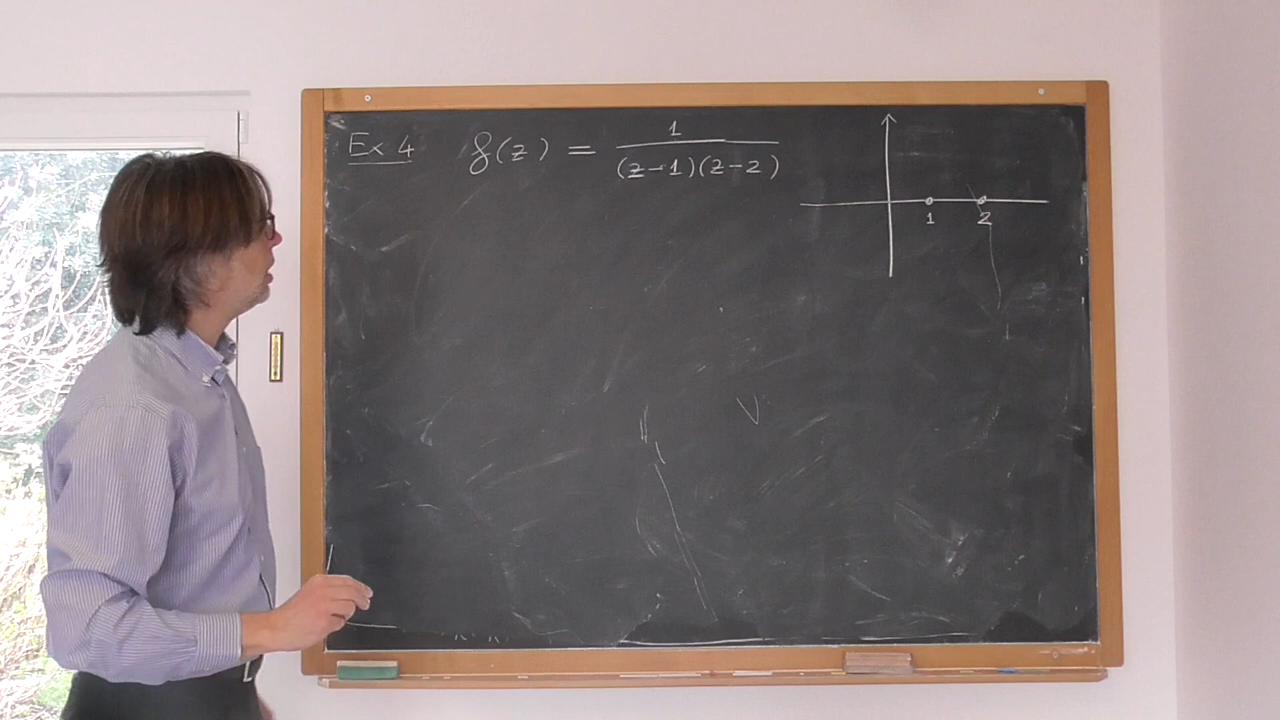 Ex 4 f(z) = 1 / (z-1)(z-2)
1 2